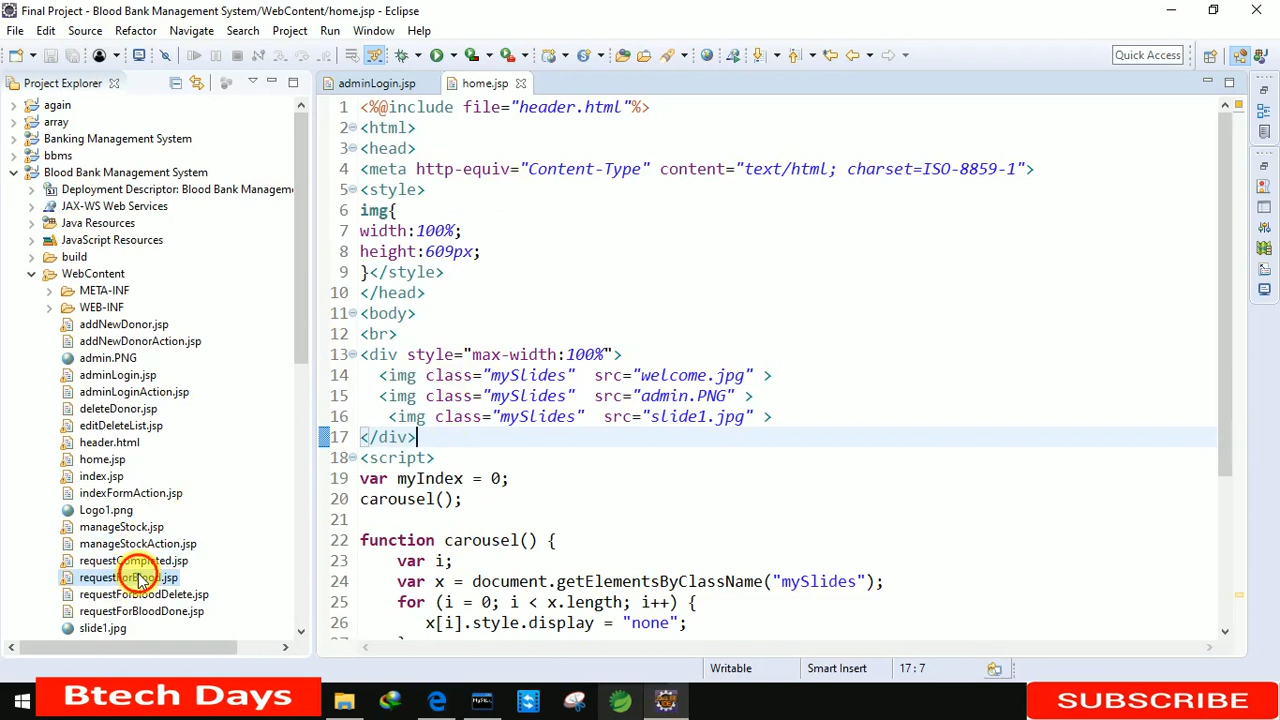 Final Project - Blood Bank Management System/WebContent/home.jsp - Eclipse
File Edit Source Refactor Navigate Search Project Run Window Help
Quick Access
Project Explorer
adminLogin.jsp
home.jsp
again
array
Banking Management System
bbms
Blood Bank Management System
Deployment Descriptor: Blood Bank Manageme
JAX-WS Web Services
Java Resources
JavaScript Resources
build
WebContent
META-INF
WEB-INF
addNewDonor.jsp
addNewDonorAction.jsp
admin.PNG
adminLogin.jsp
adminLoginAction.jsp
deleteDonor.jsp
editDeleteList.jsp
header.html
home.jsp
index.jsp
indexFormAction.jsp
Logo1.png
manageStock.jsp
manageStockAction.jsp
requestCompleted.jsp
requestForBlood.jsp
requestForBloodDelete.jsp
requestForBloodDone.jsp
slide1.jpg
1 <%@include file="header.html"%>
2 <html>
3 <head>
4 <meta http-equiv="Content-Type" content="text/html; charset=ISO-8859-1">
5 <style>
6 img{
7 width:100%;
8 height:609px;
9 }</style>
10 </head>
11 <body>
12 <br>
13 <div style="max-width:100%">
14 <img class="mySlides" src="welcome.jpg" >
15 <img class="mySlides" src="admin.PNG" >
16 <img class="mySlides" src="slide1.jpg" >
17 </div>
18 <script>
19 var myIndex = 0;
20 carousel();
21
22 function carousel() {
23 var i;
24 var x = document.getElementsByClassName("mySlides");
25 for (i = 0; i < x.length; i++) {
26 x[i].style.display = "none";
Writable
Smart Insert
17 : 7
Btech Days
SUBSCRIBE